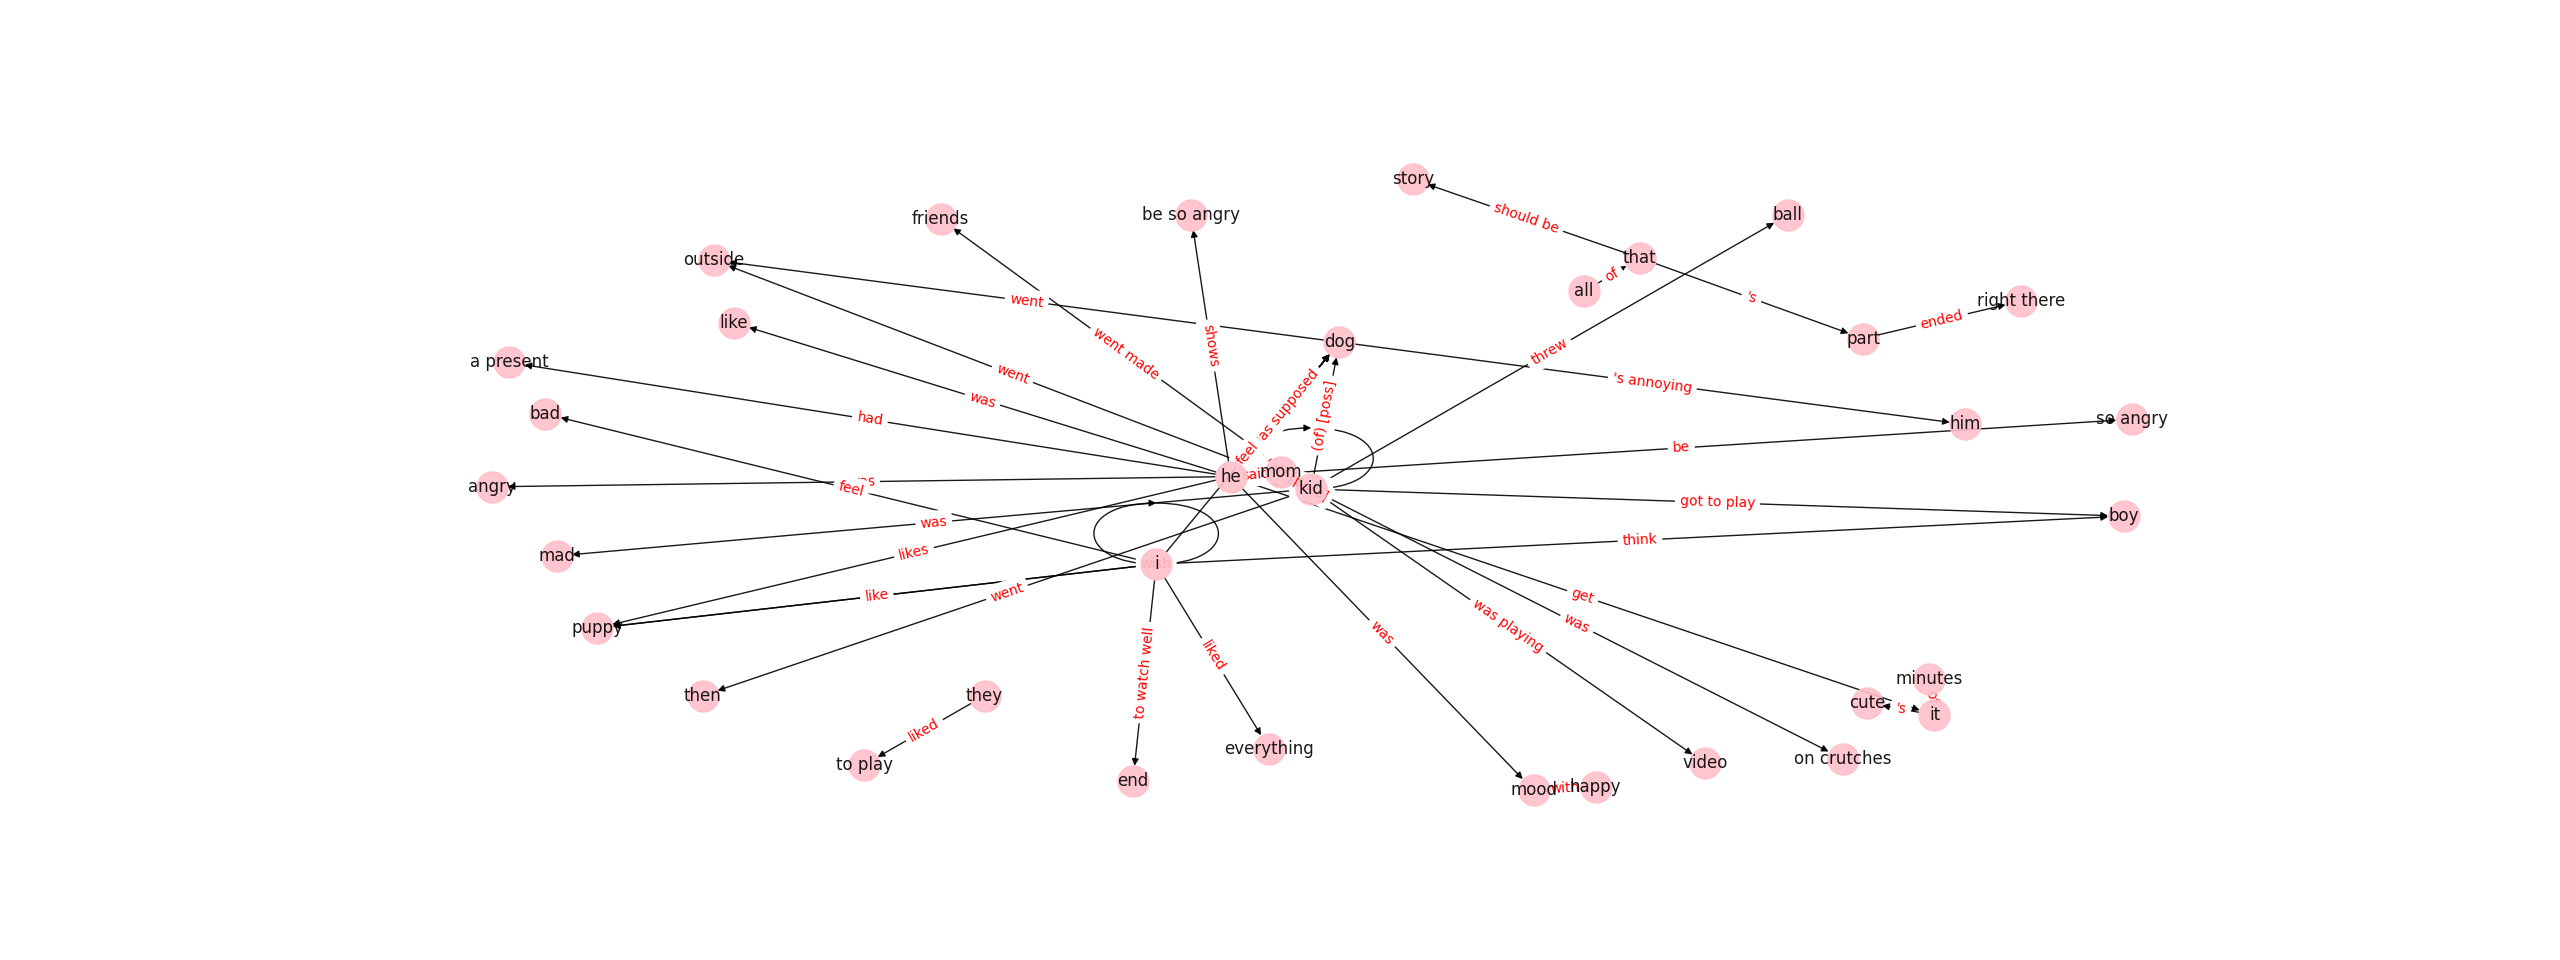 story
should be
friends
be so angry
ball
outside
that
all
of
went
's
right there
like
shows
ended
went made
dog
part
threw
a present
went
's annoying
was
bad
had
(of) [poss]
him
so angry
feel
as supposed
be
angry
feel
he
mom
kid
was
got to play
boy
likes
think
mad
i
like
went
get
puppy
was playing
was
was
liked
to watch well
minutes
then
they
cute
's
it
liked
to play
everything
end
video
on crutches
mood
with
happy